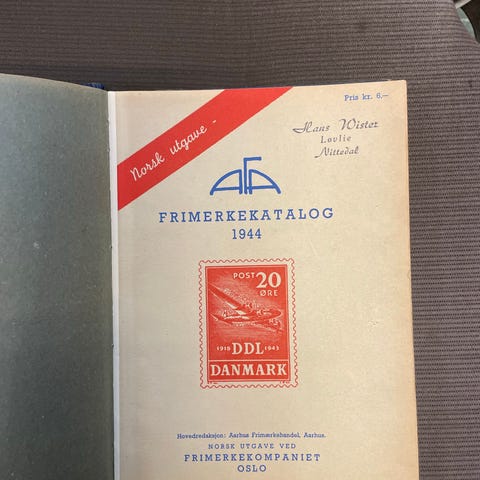 Pris kr. 6.–
Hans Wister
Løvlie
Nittedal
Norsk utgave -
AFA
FRIMERKEKATALOG
1944
POST 20
ØRE
1918 DDL 1943
DANMARK
Hovedredaksjon: Aarhus Frimærkehandel, Aarhus.
NORSK UTGAVE VED
FRIMERKEKOMPANIET
OSLO